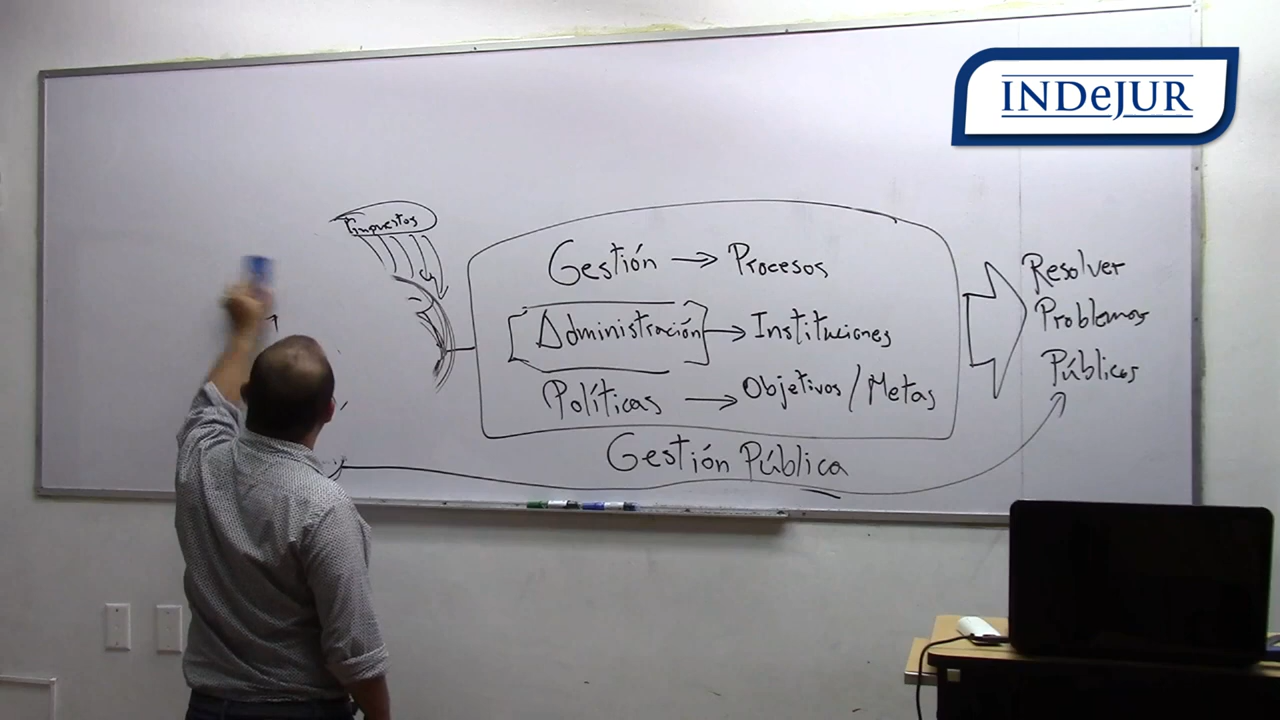 INDeJUR
Impuestos
Gestión → Procesos
Administración → Instituciones
Políticas → Objetivos / Metas
Gestión Pública
Resolver
Problemas
Públicos